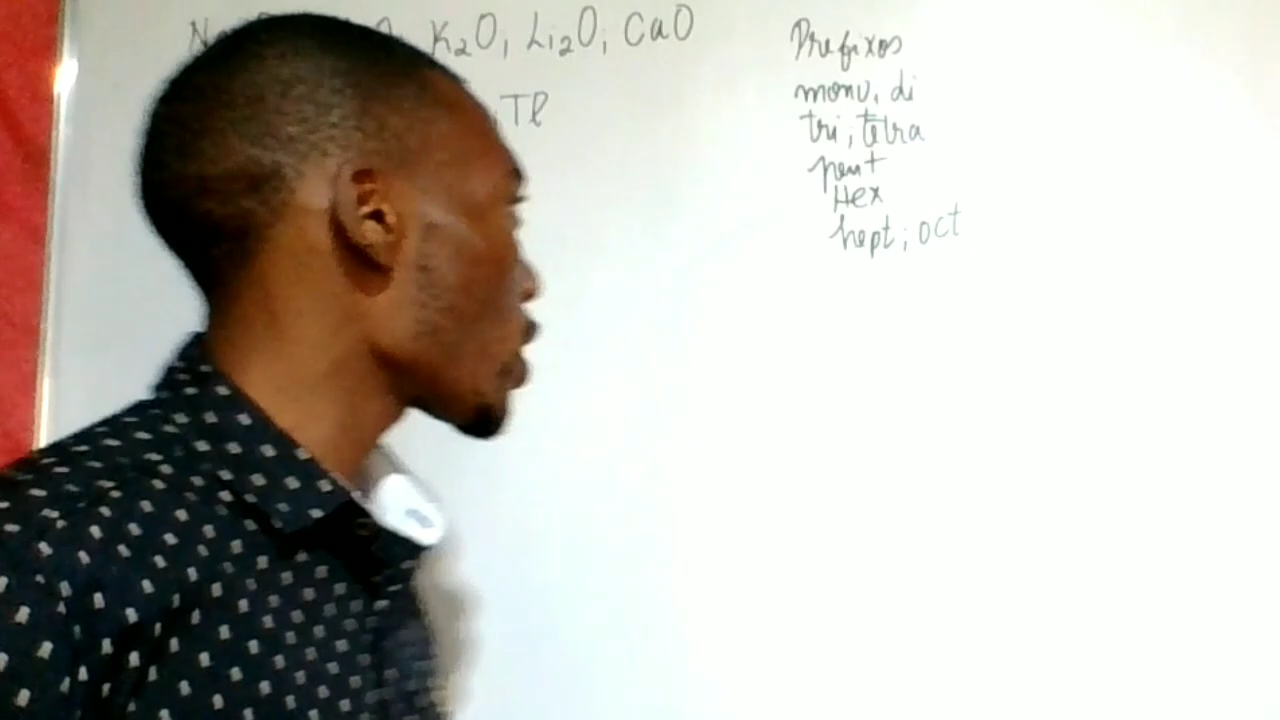 K₂O, Li₂O, CaO
, Tl
Prefixos
mono, di
tri, tetra
pent
Hex
hept; oct